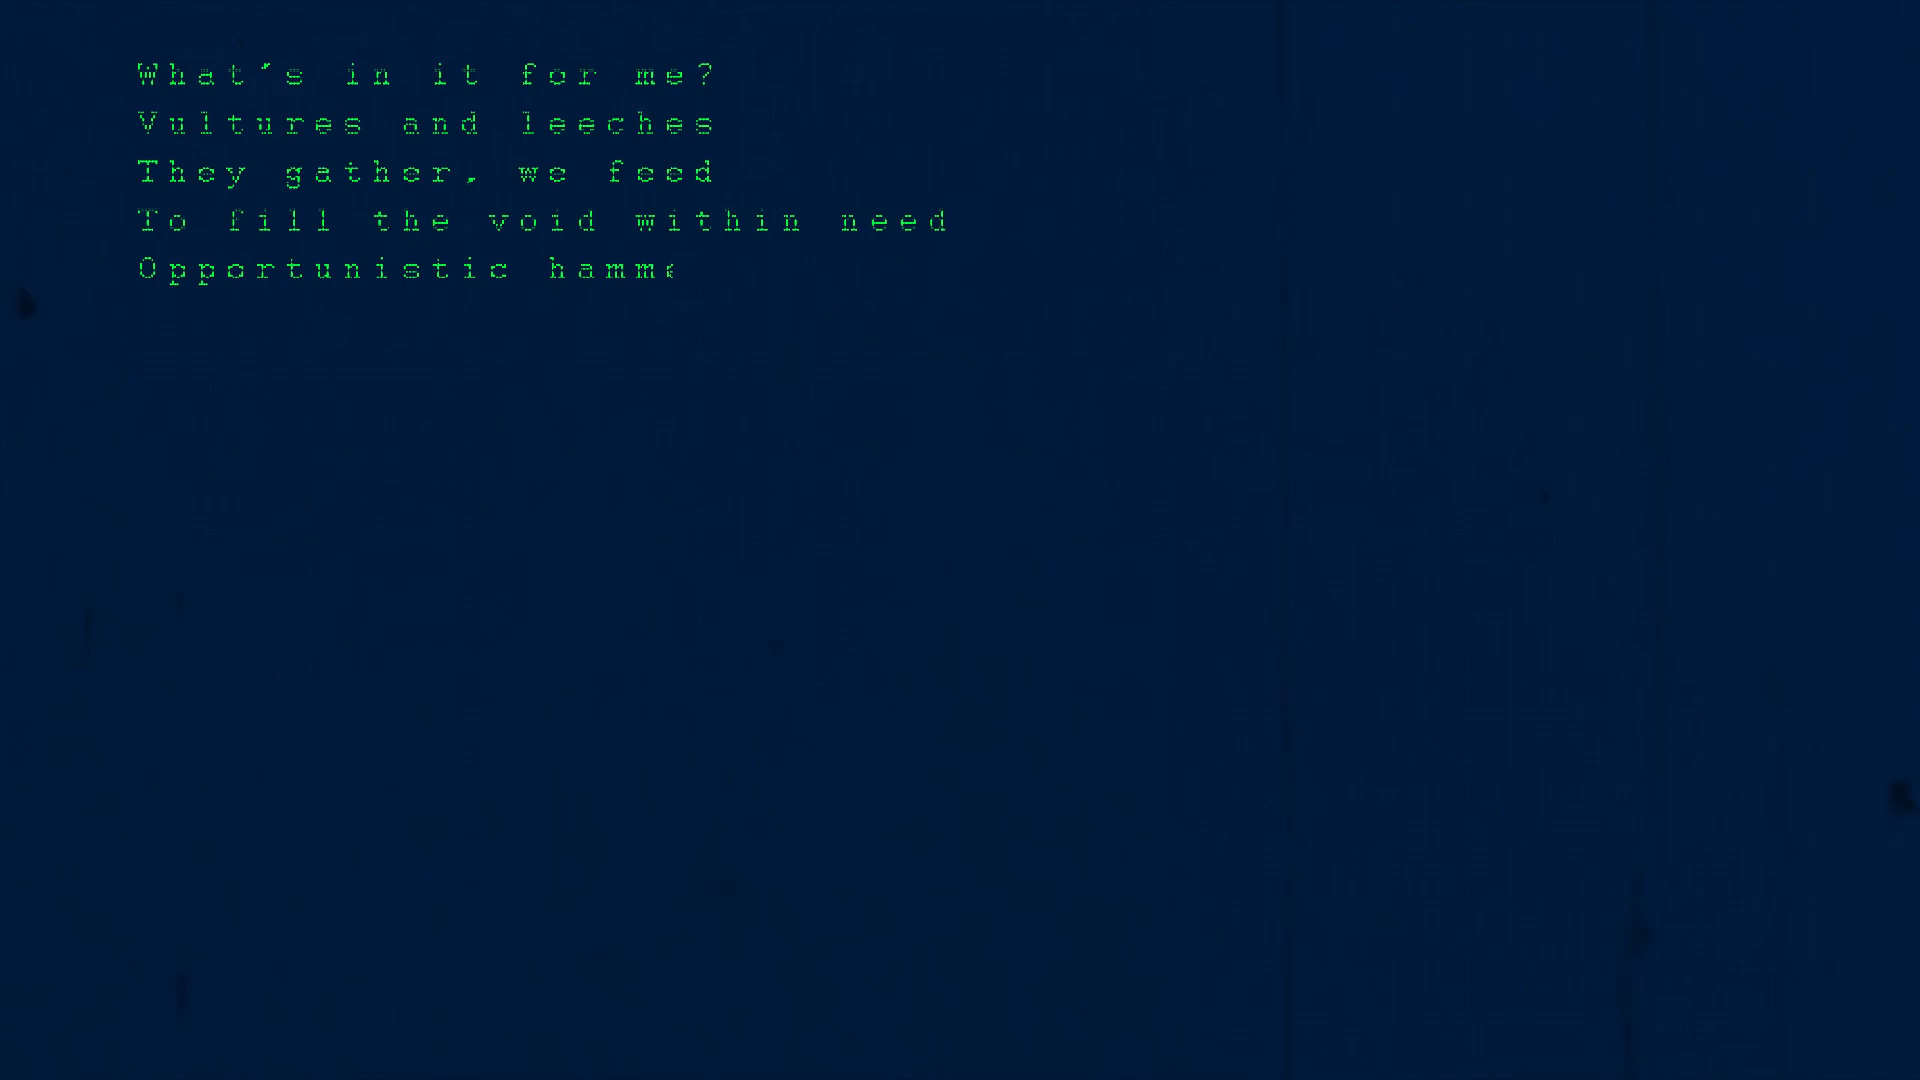 What's in it for me?
Vultures and leeches
They gather, we feed
To fill the void within need
Opportunistic